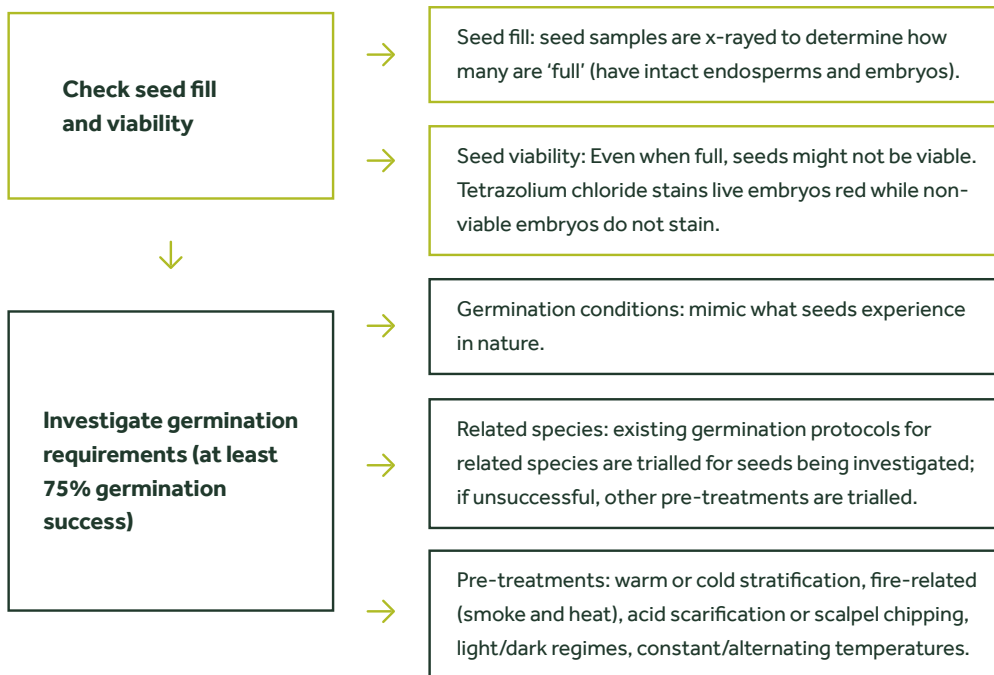 Check seed fill
and viability
Seed fill: seed samples are x-rayed to determine how
many are ‘full’ (have intact endosperms and embryos).
Seed viability: Even when full, seeds might not be viable.
Tetrazolium chloride stains live embryos red while non-
viable embryos do not stain.
Investigate germination
requirements (at least
75% germination
success)
Germination conditions: mimic what seeds experience
in nature.
Related species: existing germination protocols for
related species are trialled for seeds being investigated;
if unsuccessful, other pre-treatments are trialled.
Pre-treatments: warm or cold stratification, fire-related
(smoke and heat), acid scarification or scalpel chipping,
light/dark regimes, constant/alternating temperatures.